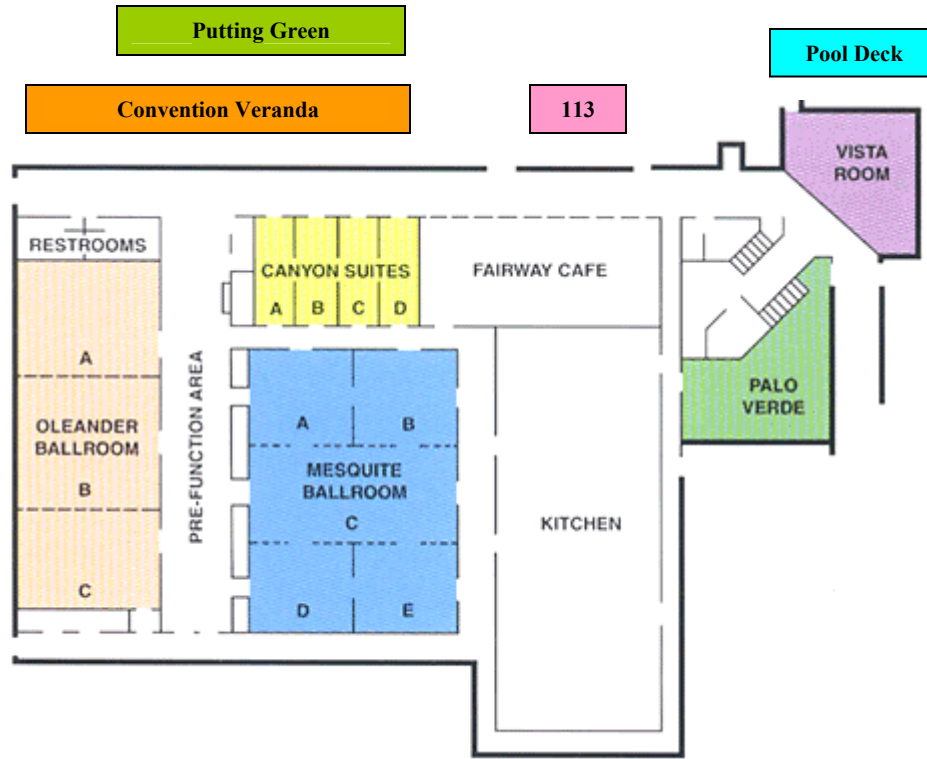 Putting Green
Pool Deck
Convention Veranda
113
VISTA
ROOM
RESTROOMS
CANYON SUITES
A B C D
FAIRWAY CAFE
PRE-FUNCTION AREA
A
OLEANDER
BALLROOM
B
C
A B
MESQUITE
BALLROOM
C
D E
KITCHEN
PALO
VERDE